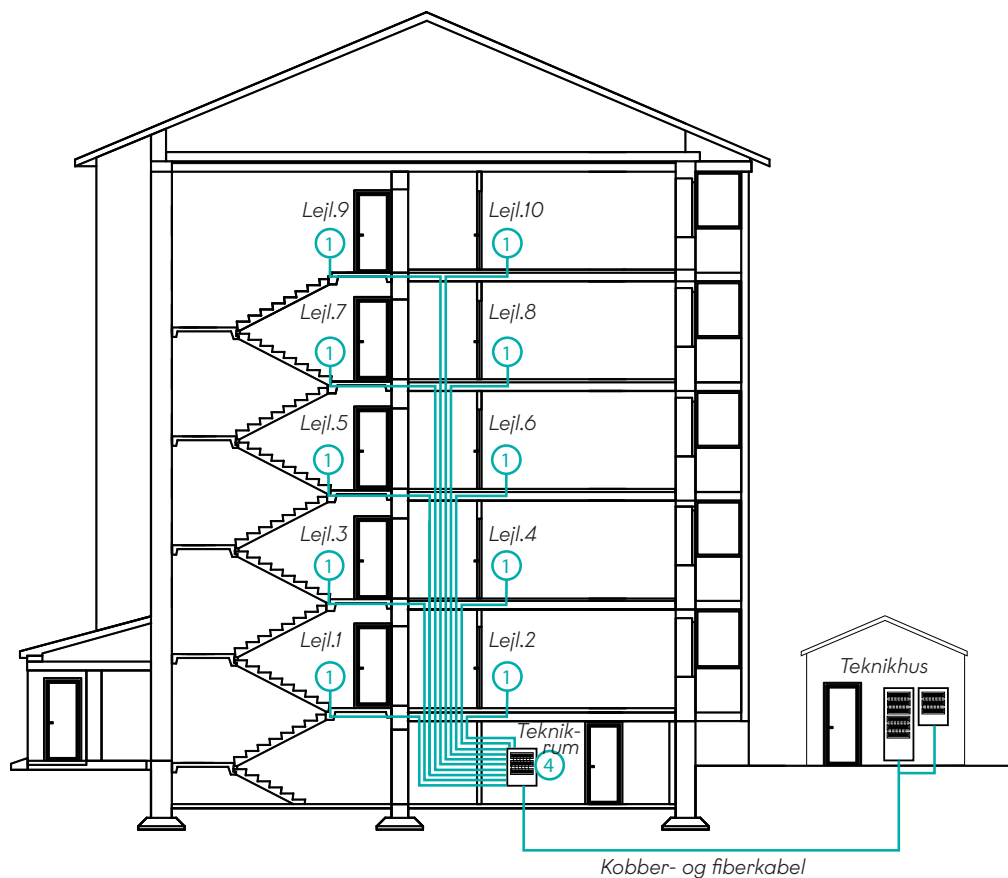 Lejl.9
Lejl.10
1
1
Lejl.7
Lejl.8
1
1
Lejl.5
Lejl.6
1
1
Lejl.3
Lejl.4
1
1
Lejl.1
Lejl.2
1
1
Teknikhus
Teknik-
rum
4
Kobber- og fiberkabel